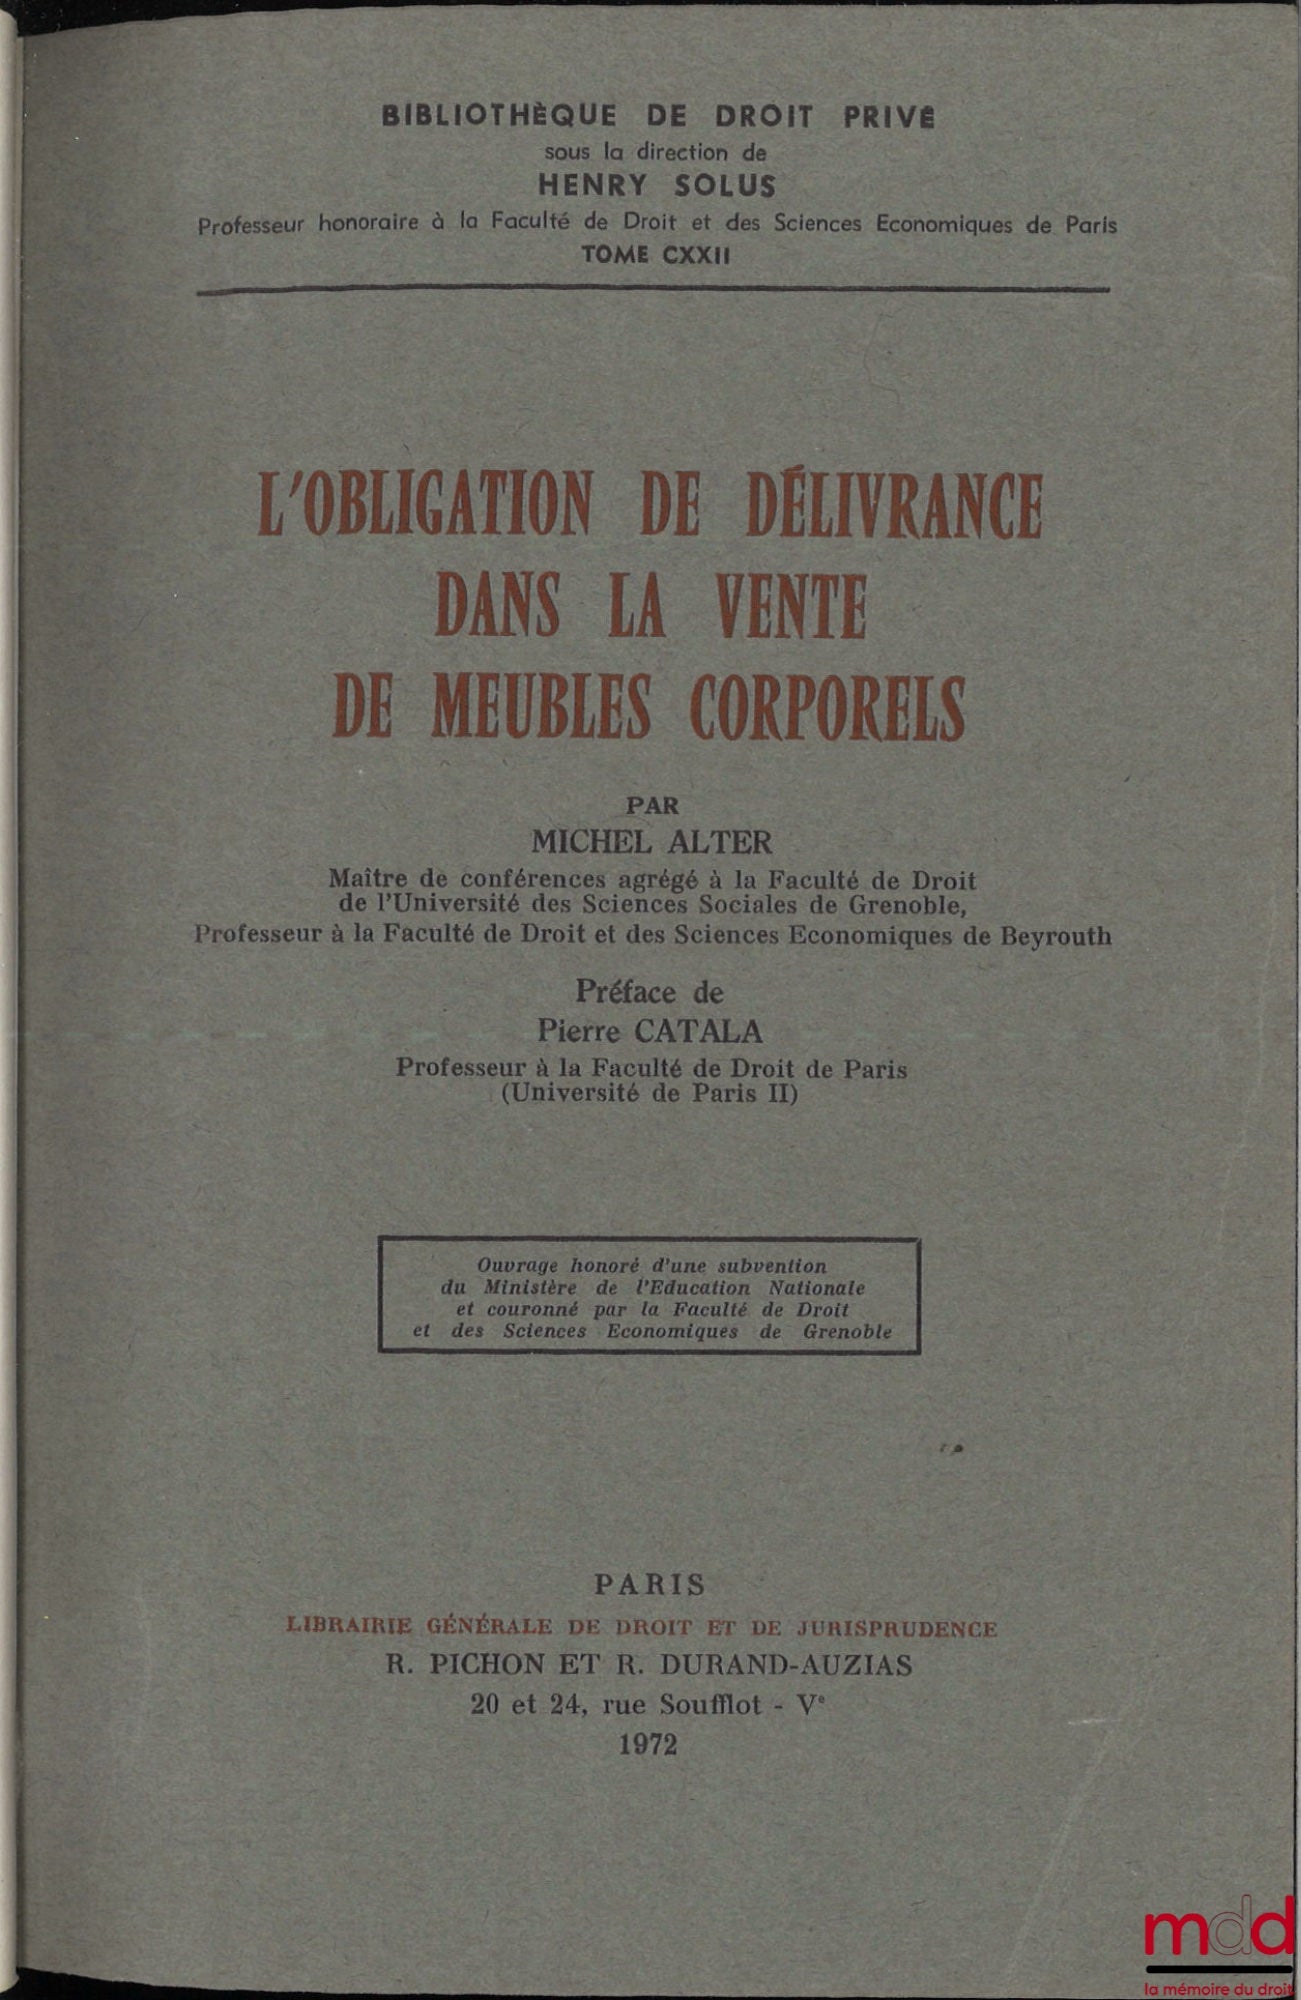 BIBLIOTHÈQUE DE DROIT PRIVÉ
sous la direction de
HENRY SOLUS
Professeur honoraire à la Faculté de Droit et des Sciences Economiques de Paris
TOME CXXII
L'OBLIGATION DE DÉLIVRANCE
DANS LA VENTE
DE MEUBLES CORPORELS
PAR
MICHEL ALTER
Maître de conférences agrégé à la Faculté de Droit
de l'Université des Sciences Sociales de Grenoble,
Professeur à la Faculté de Droit et des Sciences Economiques de Beyrouth
Préface de
Pierre CATALA
Professeur à la Faculté de Droit de Paris
(Université de Paris II)
Ouvrage honoré d'une subvention
du Ministère de l'Education Nationale
et couronné par la Faculté de Droit
et des Sciences Economiques de Grenoble
PARIS
LIBRAIRIE GÉNÉRALE DE DROIT ET DE JURISPRUDENCE
R. PICHON ET R. DURAND-AUZIAS
20 et 24, rue Soufflot - Ve
1972
mdd
la mémoire du droit